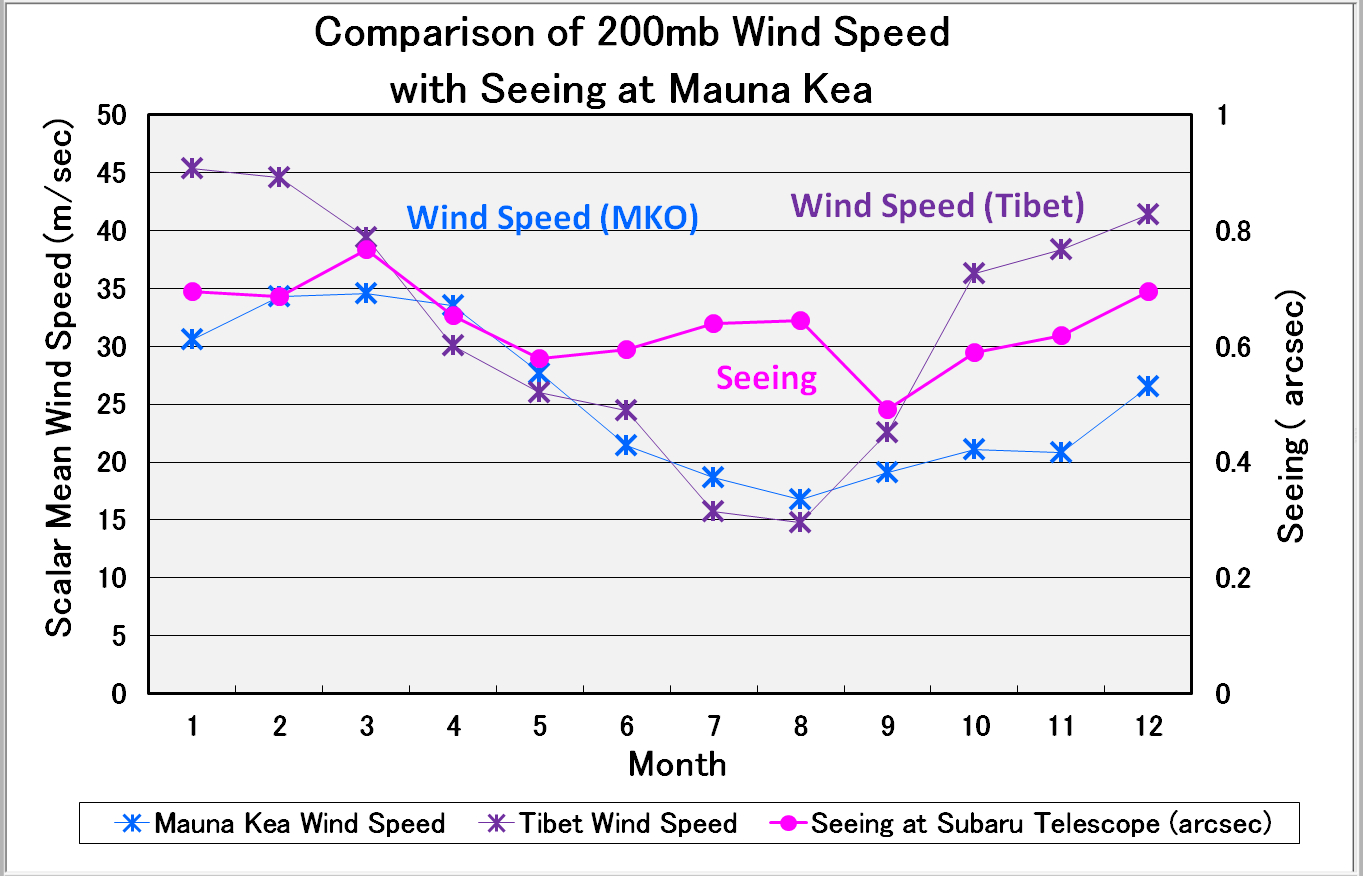 Comparison of 200mb Wind Speed
with Seeing at Mauna Kea
50
45
40
35
30
25
20
15
10
5
0
Scalar Mean Wind Speed (m/sec)
Wind Speed (MKO)
Wind Speed (Tibet)
Seeing
1
0.8
0.6
0.4
0.2
0
Seeing ( arcsec)
1 2 3 4 5 6 7 8 9 10 11 12
Month
Mauna Kea Wind Speed Tibet Wind Speed Seeing at Subaru Telescope (arcsec)